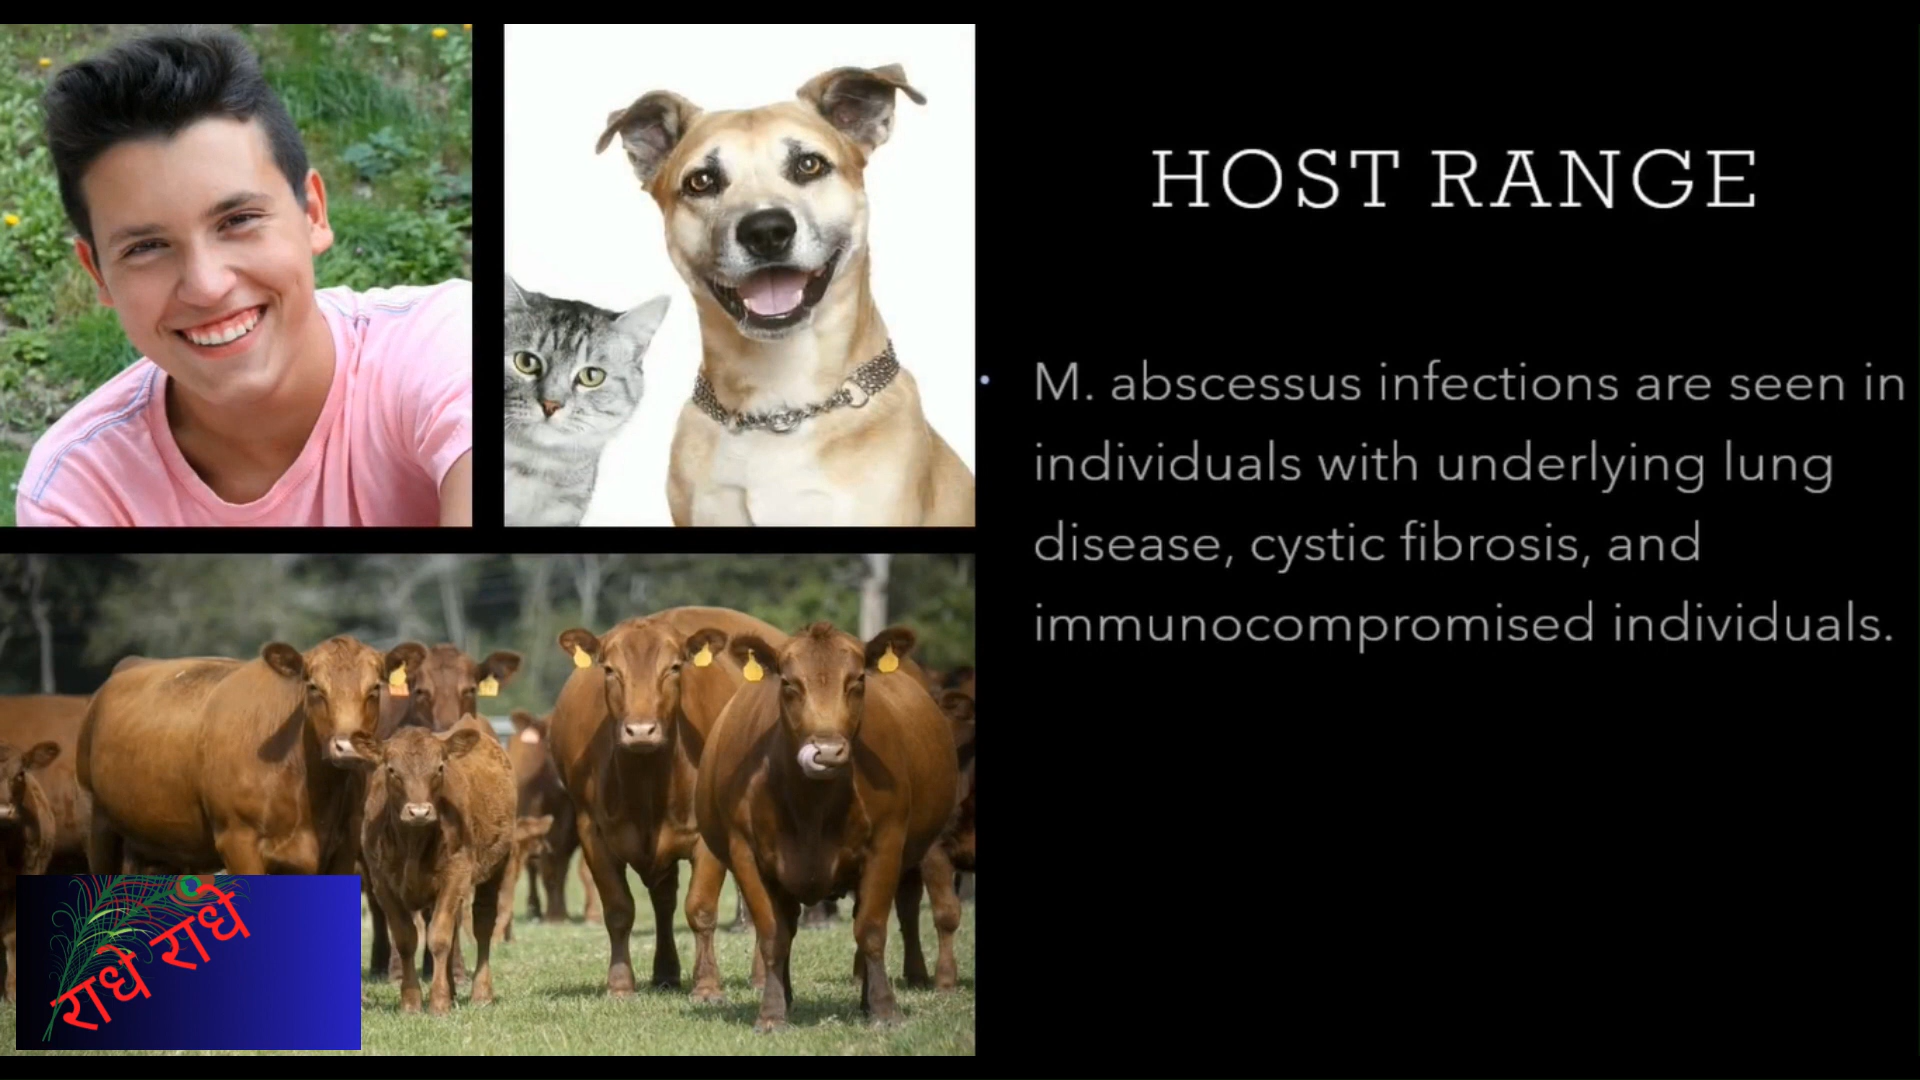 HOST RANGE
• M. abscessus infections are seen in
individuals with underlying lung
disease, cystic fibrosis, and
immunocompromised individuals.
राधे राधे